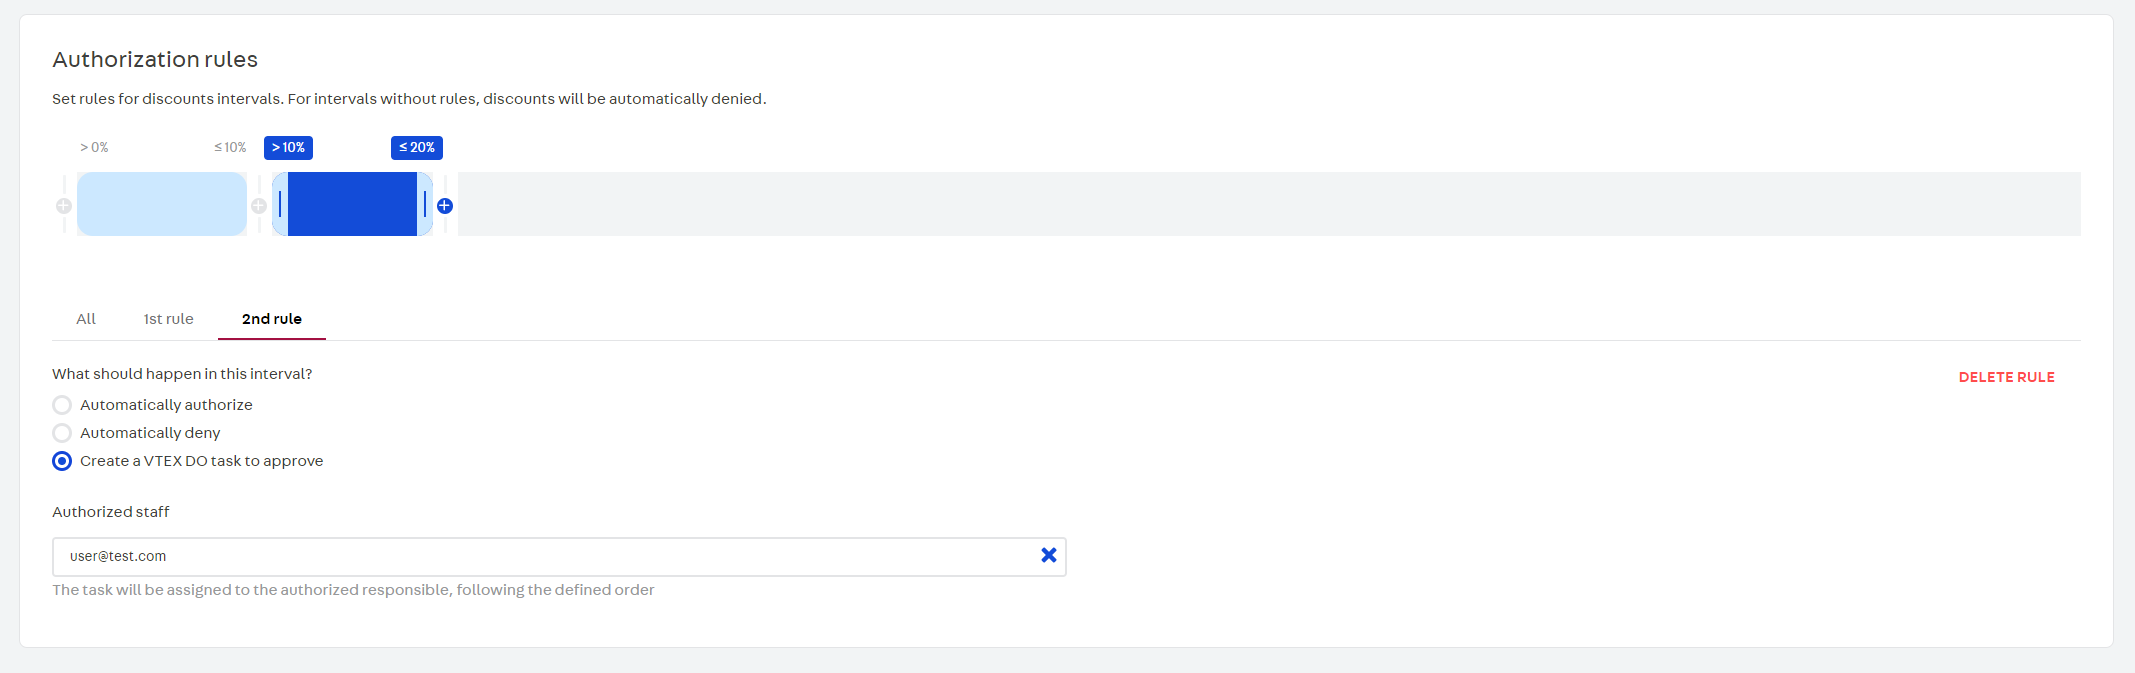 Authorization rules
Set rules for discounts intervals. For intervals without rules, discounts will be automatically denied.
> 0% ≤ 10% > 10% ≤ 20%
All 1st rule 2nd rule
What should happen in this interval?
DELETE RULE
Automatically authorize
Automatically deny
Create a VTEX DO task to approve
Authorized staff
user@test.com
The task will be assigned to the authorized responsible, following the defined order